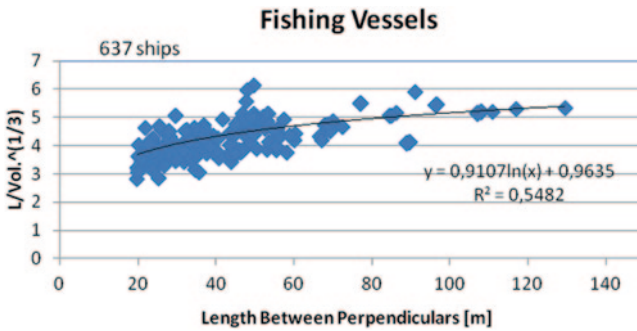 Fishing Vessels
637 ships
7
6
5
4
3
2
1
0
L/Vol.^(1/3)
y = 0,9107ln(x) + 0,9635
R² = 0,5482
0 20 40 60 80 100 120 140
Length Between Perpendiculars [m]